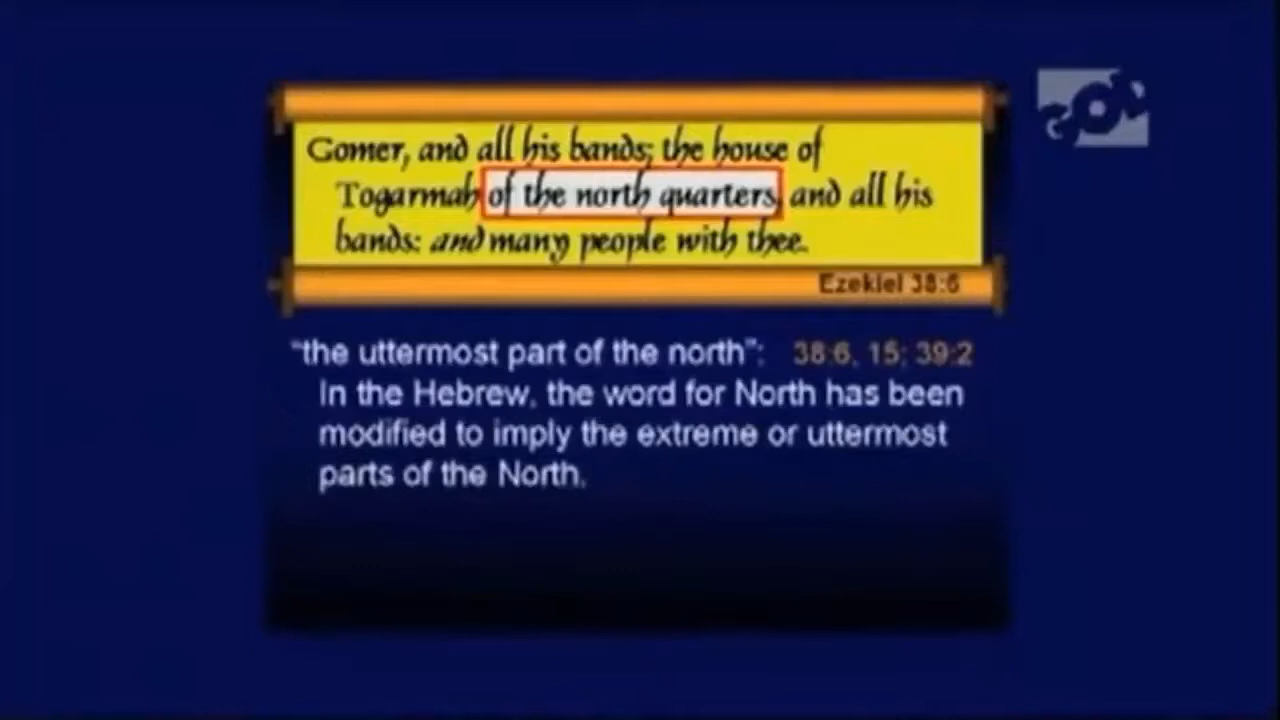 GOD
Gomer, and all his bands; the house of
Togarmah of the north quarters, and all his
bands: and many people with thee.
Ezekiel 38:6
"the uttermost part of the north": 38:6, 15; 39:2
In the Hebrew, the word for North has been
modified to imply the extreme or uttermost
parts of the North.